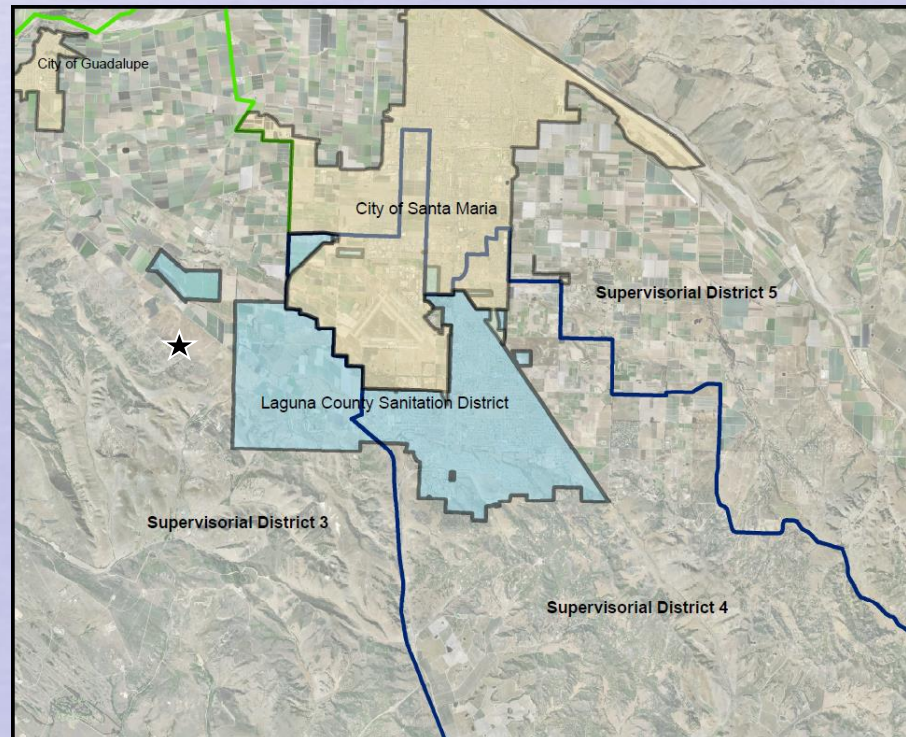 City of Guadalupe
City of Santa Maria
Supervisorial District 5
Laguna County Sanitation District
Supervisorial District 3
Supervisorial District 4